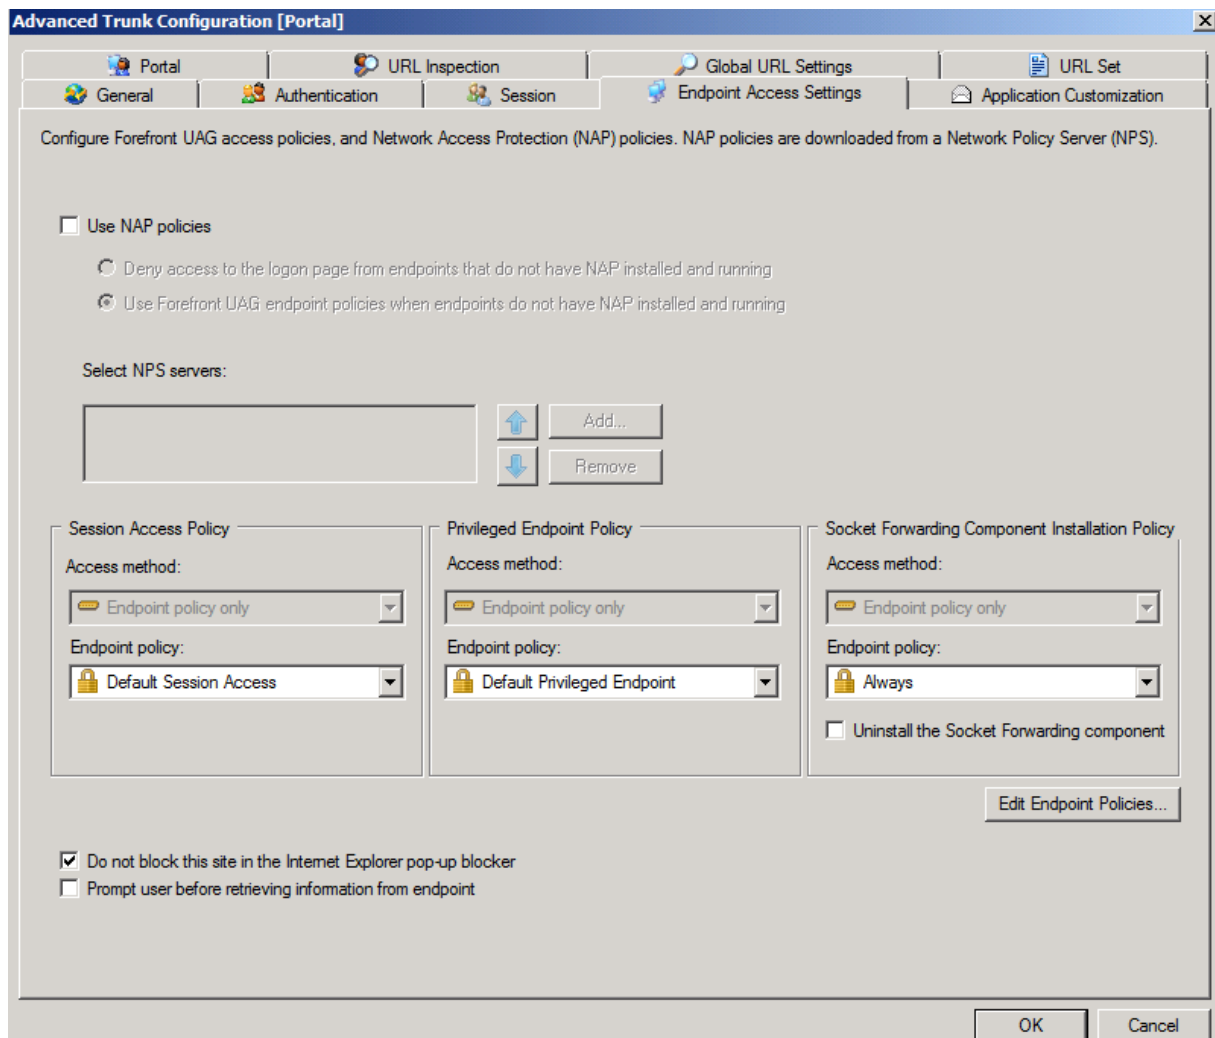 Advanced Trunk Configuration [Portal]
Portal
URL Inspection
Global URL Settings
URL Set
General
Authentication
Session
Endpoint Access Settings
Application Customization
Configure Forefront UAG access policies, and Network Access Protection (NAP) policies. NAP policies are downloaded from a Network Policy Server (NPS).
Use NAP policies
Deny access to the logon page from endpoints that do not have NAP installed and running
Use Forefront UAG endpoint policies when endpoints do not have NAP installed and running
Select NPS servers:
Add...
Remove
Session Access Policy
Access method:
Endpoint policy only
Endpoint policy:
Default Session Access
Privileged Endpoint Policy
Access method:
Endpoint policy only
Endpoint policy:
Default Privileged Endpoint
Socket Forwarding Component Installation Policy
Access method:
Endpoint policy only
Endpoint policy:
Always
Uninstall the Socket Forwarding component
Edit Endpoint Policies...
Do not block this site in the Internet Explorer pop-up blocker
Prompt user before retrieving information from endpoint
OK
Cancel